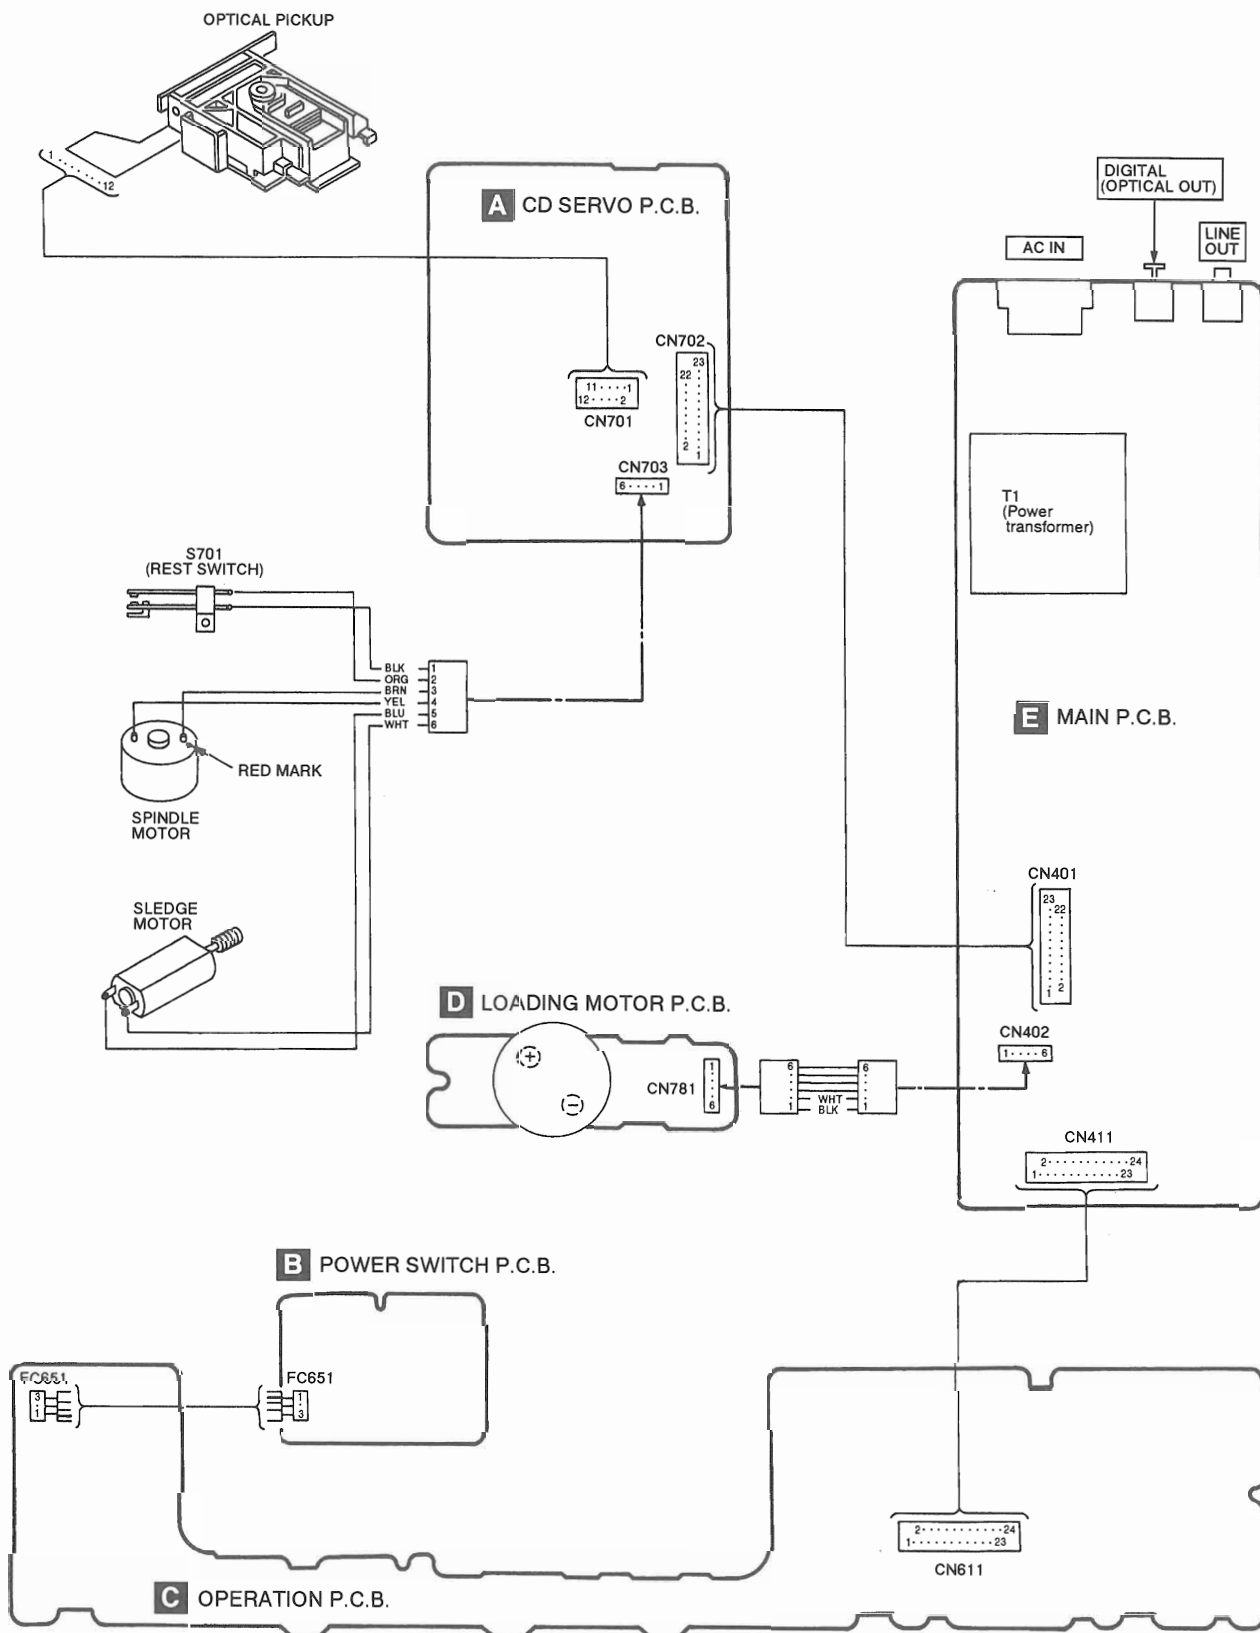 OPTICAL PICKUP
1 · · · · · · 12
A CD SERVO P.C.B.
DIGITAL
(OPTICAL OUT)
AC IN
LINE
OUT
CN702
23
22
2
1
11 · · · · 1
12 · · · · 2
CN701
CN703
6 · · · · 1
T1
(Power
transformer)
S701
(REST SWITCH)
BLK 1
ORG 2
BRN 3
YEL 4
BLU 5
WHT 6
RED MARK
SPINDLE
MOTOR
E MAIN P.C.B.
CN401
23
22
1 2
SLEDGE
MOTOR
D LOADING MOTOR P.C.B.
+
−
CN781
1
6
6 6
WHT
1 BLK 1
CN402
1 · · · · 6
CN411
2 · · · · · · · · · · · 24
1 · · · · · · · · · · · 23
B POWER SWITCH P.C.B.
FC651
3
1
FC651
1
3
2 · · · · · · · · · · · 24
1 · · · · · · · · · · · 23
CN611
C OPERATION P.C.B.